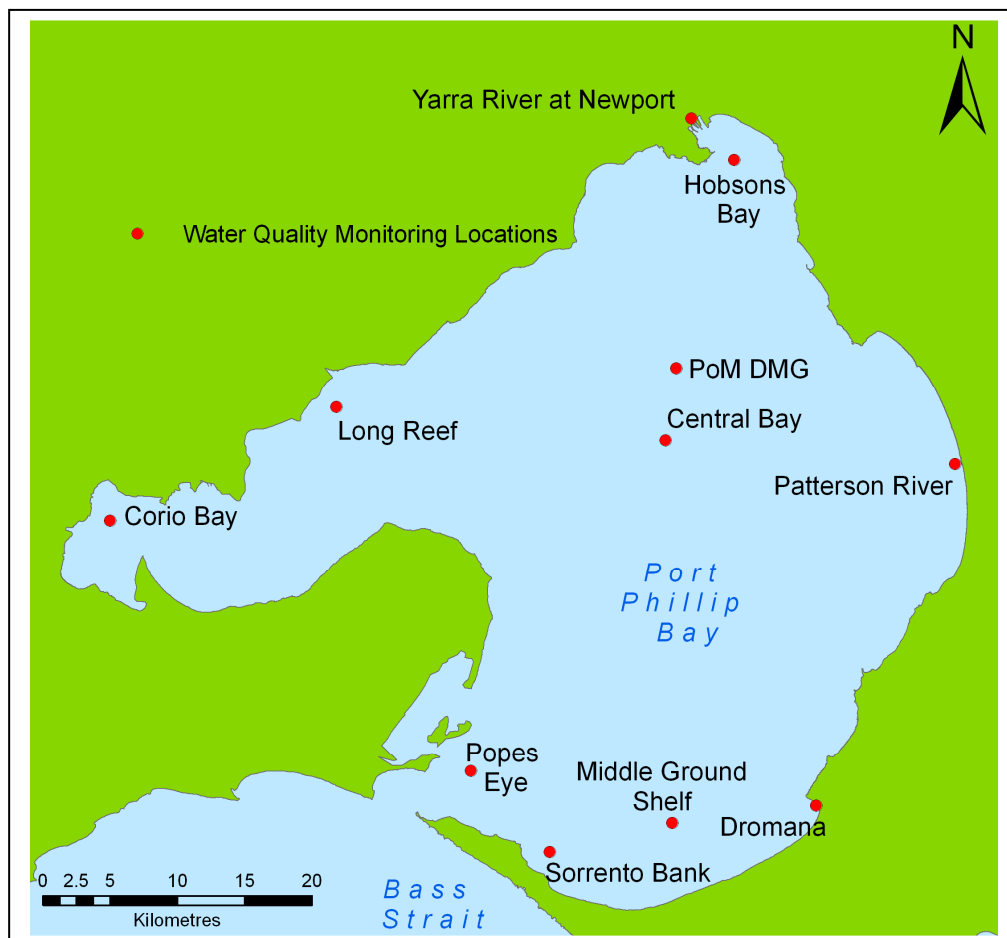 N
Yarra River at Newport
Hobsons
Bay
Water Quality Monitoring Locations
PoM DMG
Central Bay
Long Reef
Patterson River
Corio Bay
Port
Phillip
Bay
Popes
Eye
Middle Ground
Shelf
Dromana
Sorrento Bank
0 2.5 5 10 15 20
Kilometres
Bass
Strait